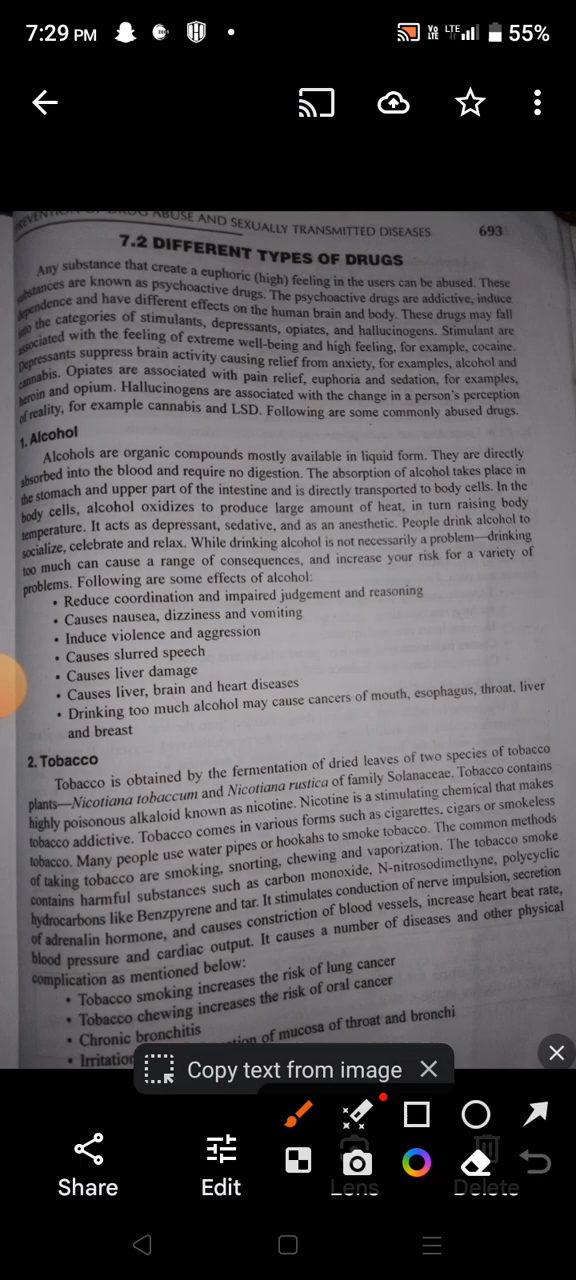 7:29 PM
Vo LTE LTE 55%
ABUSE AND SEXUALLY TRANSMITTED DISEASES 693
7.2 DIFFERENT TYPES OF DRUGS
Any substance that create a euphoric (high) feeling in the users can be abused. These
substances are known as psychoactive drugs. The psychoactive drugs are addictive, induce
dependence and have different effects on the human brain and body. These drugs may fall
into the categories of stimulants, depressants, opiates, and hallucinogens. Stimulant are
associated with the feeling of extreme well-being and high feeling, for example, cocaine.
Depressants suppress brain activity causing relief from anxiety, for examples, alcohol and
cannabis. Opiates are associated with pain relief, euphoria and sedation, for examples,
heroin and opium. Hallucinogens are associated with the change in a person's perception
of reality, for example cannabis and LSD. Following are some commonly abused drugs.
1. Alcohol
Alcohols are organic compounds mostly available in liquid form. They are directly
absorbed into the blood and require no digestion. The absorption of alcohol takes place in
the stomach and upper part of the intestine and is directly transported to body cells. In the
body cells, alcohol oxidizes to produce large amount of heat, in turn raising body
temperature. It acts as depressant, sedative, and as an anesthetic. People drink alcohol to
socialize, celebrate and relax. While drinking alcohol is not necessarily a problem—drinking
too much can cause a range of consequences, and increase your risk for a variety of
problems. Following are some effects of alcohol:
• Reduce coordination and impaired judgement and reasoning
• Causes nausea, dizziness and vomiting
• Induce violence and aggression
• Causes slurred speech
• Causes liver damage
• Causes liver, brain and heart diseases
• Drinking too much alcohol may cause cancers of mouth, esophagus, throat, liver
and breast
2. Tobacco
Tobacco is obtained by the fermentation of dried leaves of two species of tobacco
plants—Nicotiana tobaccum and Nicotiana rustica of family Solanaceae. Tobacco contains
highly poisonous alkaloid known as nicotine. Nicotine is a stimulating chemical that makes
tobacco addictive. Tobacco comes in various forms such as cigarettes, cigars or smokeless
tobacco. Many people use water pipes or hookahs to smoke tobacco. The common methods
of taking tobacco are smoking, snorting, chewing and vaporization. The tobacco smoke
contains harmful substances such as carbon monoxide, N-nitrosodimethyne, polycyclic
hydrocarbons like Benzpyrene and tar. It stimulates conduction of nerve impulsion, secretion
of adrenalin hormone, and causes constriction of blood vessels, increase heart beat rate,
blood pressure and cardiac output. It causes a number of diseases and other physical
complication as mentioned below:
• Tobacco smoking increases the risk of lung cancer
• Tobacco chewing increases the risk of oral cancer
• Chronic bronchitis
• of mucosa of throat and bronchi
Copy text from image
Share
Edit
Lens
Delete